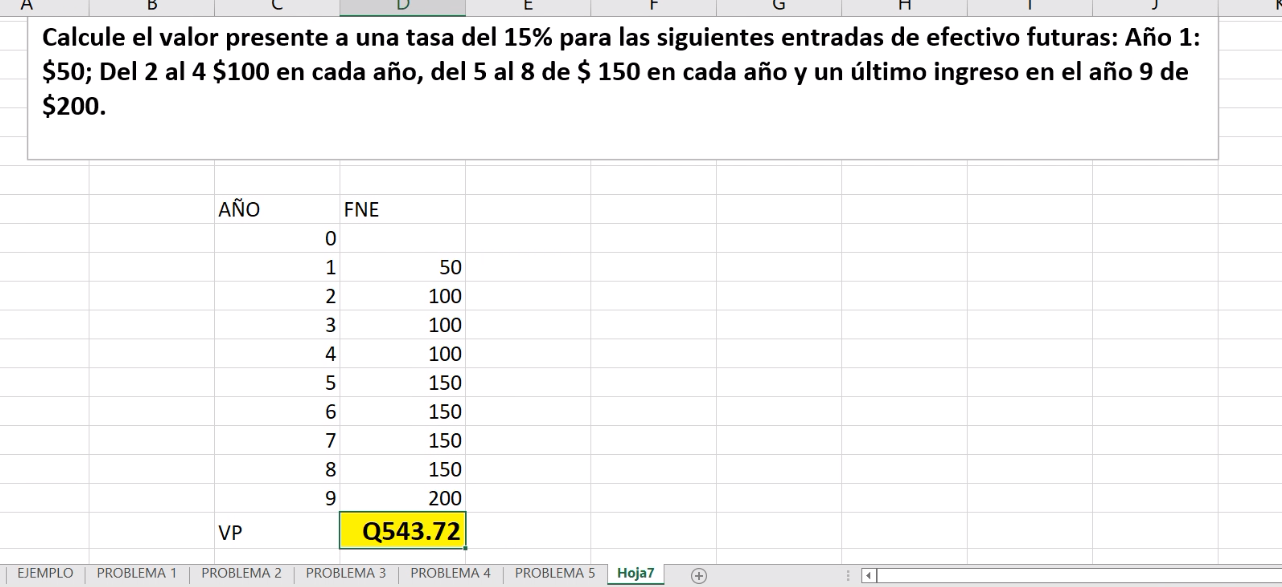 A B C D E F G H I J K
Calcule el valor presente a una tasa del 15% para las siguientes entradas de efectivo futuras: Año 1:
$50; Del 2 al 4 $100 en cada año, del 5 al 8 de $ 150 en cada año y un último ingreso en el año 9 de
$200.
AÑO FNE
0
1 50
2 100
3 100
4 100
5 150
6 150
7 150
8 150
9 200
VP Q543.72
EJEMPLO PROBLEMA 1 PROBLEMA 2 PROBLEMA 3 PROBLEMA 4 PROBLEMA 5 Hoja7